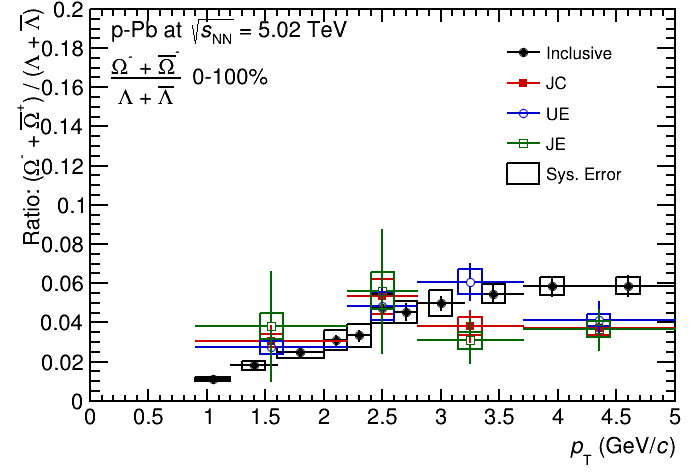 p-Pb at √s_NN = 5.02 TeV
Ω⁻ + Ω̅⁻
Λ + Λ̅
0-100%
Inclusive
JC
UE
JE
Sys. Error
Ratio: (Ω⁻ + Ω̅⁺) / (Λ + Λ̅)
0.2
0.18
0.16
0.14
0.12
0.1
0.08
0.06
0.04
0.02
0
0 0.5 1 1.5 2 2.5 3 3.5 4 4.5 5
p_T (GeV/c)